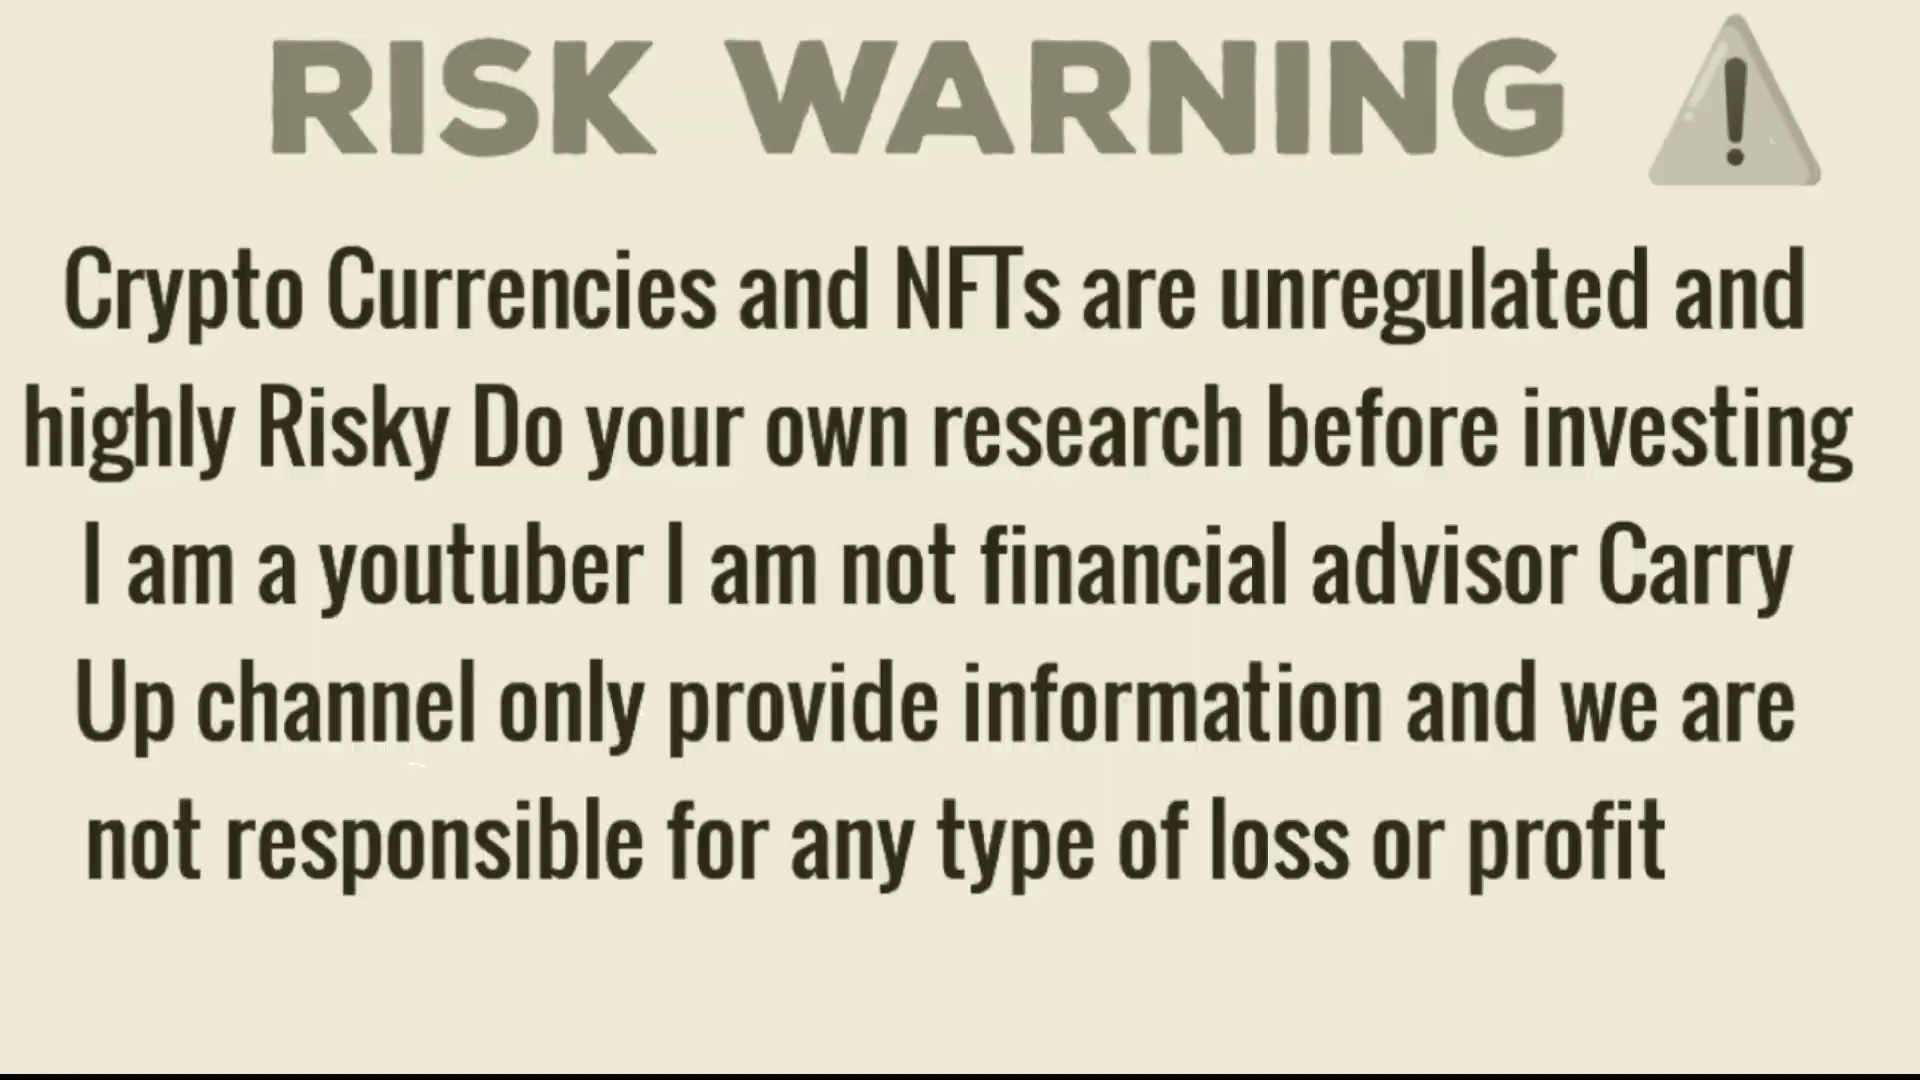 RISK WARNING
Crypto Currencies and NFTs are unregulated and
highly Risky Do your own research before investing
I am a youtuber I am not financial advisor Carry
Up channel only provide information and we are
not responsible for any type of loss or profit